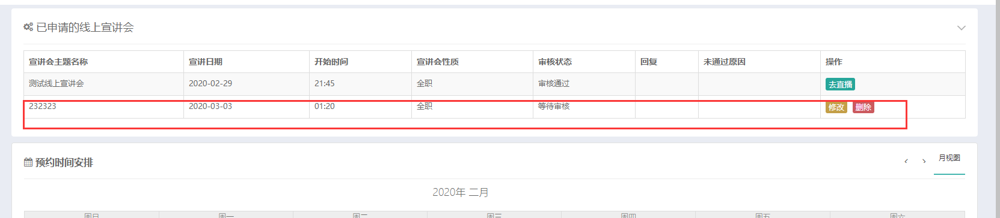 已申请的线上宣讲会
宣讲会主题名称 宣讲日期 开始时间 宣讲会性质 审核状态 回复 未通过原因 操作
测试线上宣讲会 2020-02-29 21:45 全职 审核通过 去直播
232323 2020-03-03 01:20 全职 等待审核 修改 删除
预约时间安排 ‹ › 月视图
2020年 二月
周日 周一 周二 周三 周四 周五 周六